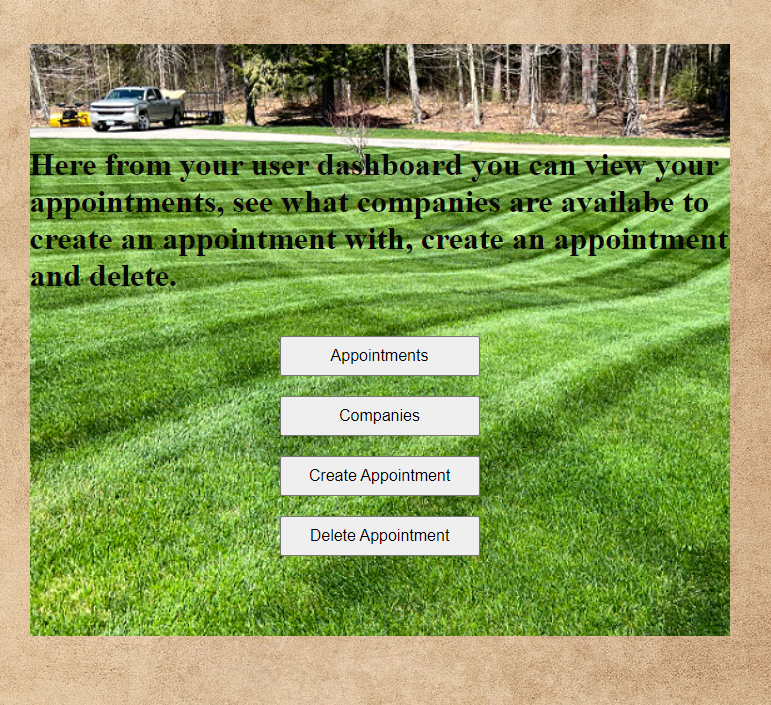 Here from your user dashboard you can view your
appointments, see what companies are availabe to
create an appointment with, create an appointment
and delete.
Appointments
Companies
Create Appointment
Delete Appointment